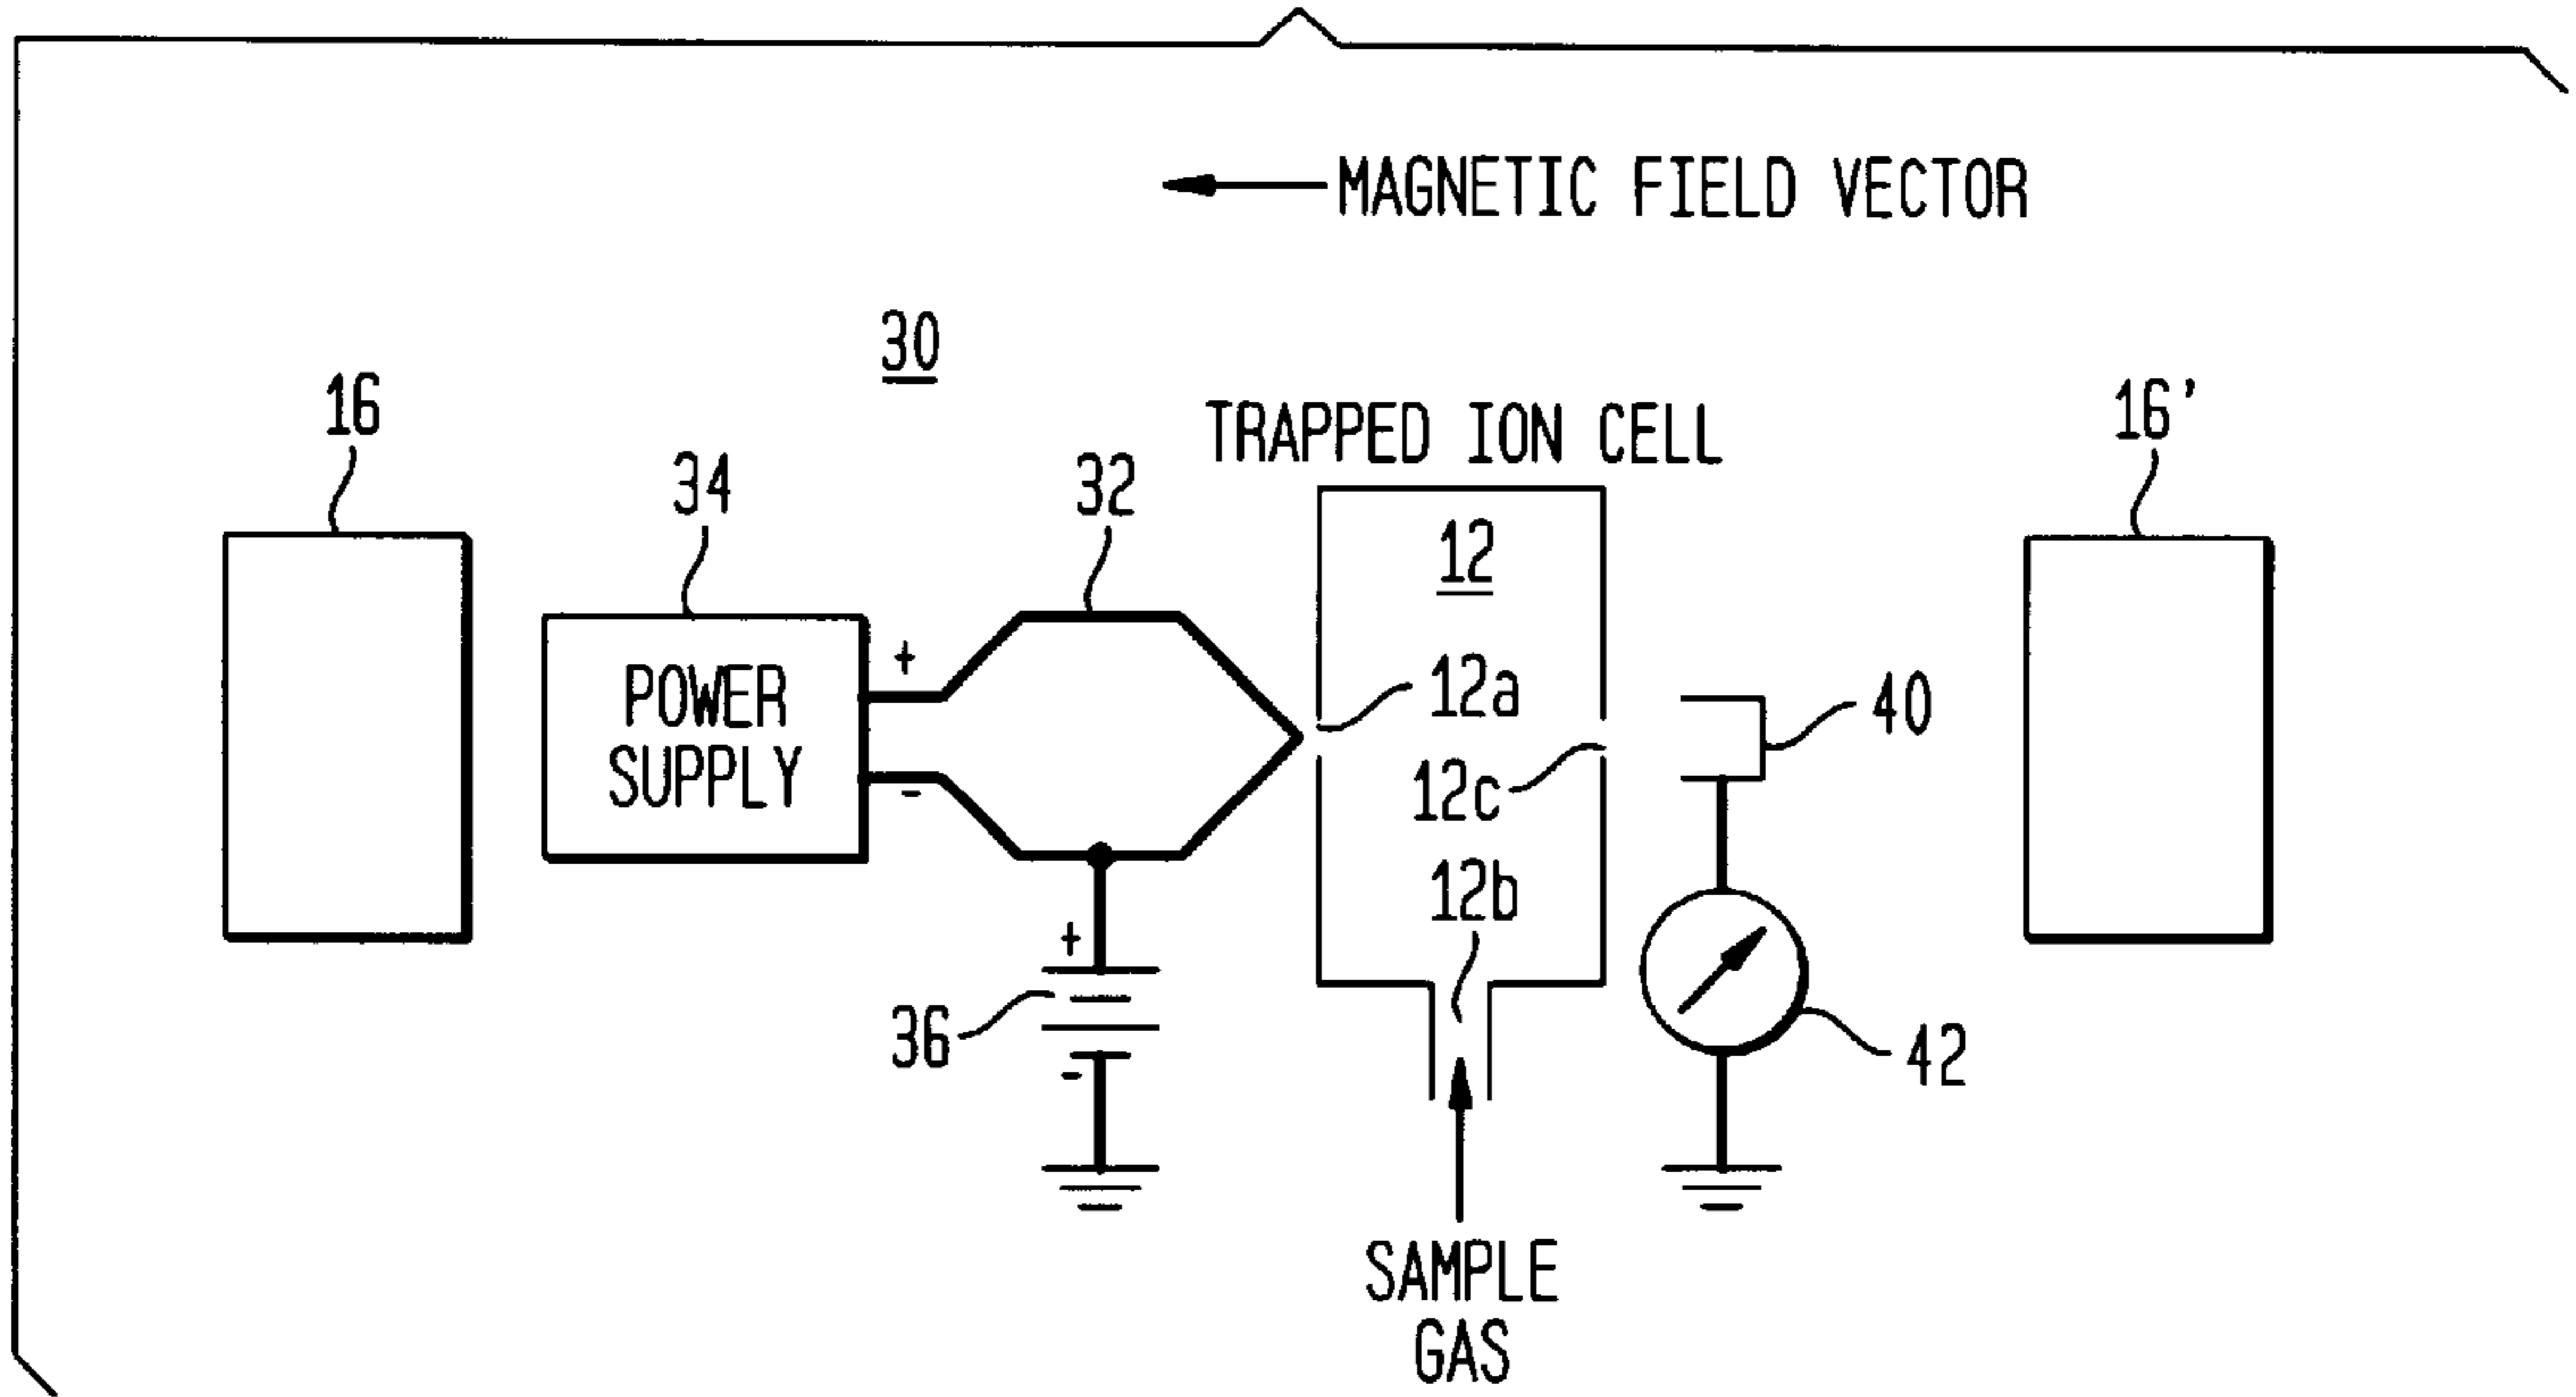 MAGNETIC FIELD VECTOR
30
16
16'
TRAPPED ION CELL
34
32
12
+
POWER
SUPPLY
-
12a
40
12c
12b
+
36
-
42
SAMPLE
GAS